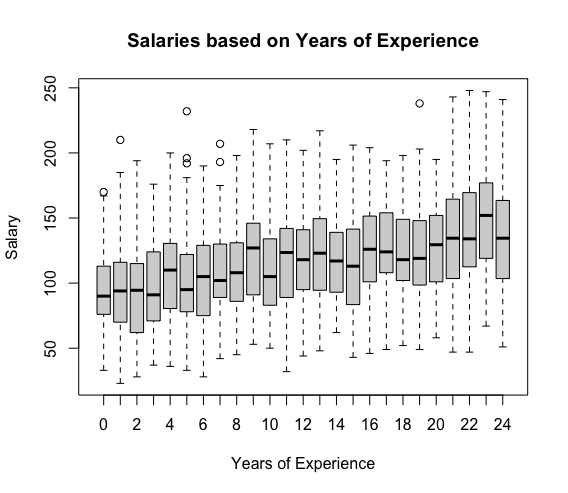 Salaries based on Years of Experience
Salary
250
200
150
100
50
0 2 4 6 8 10 12 14 16 18 20 22 24
Years of Experience